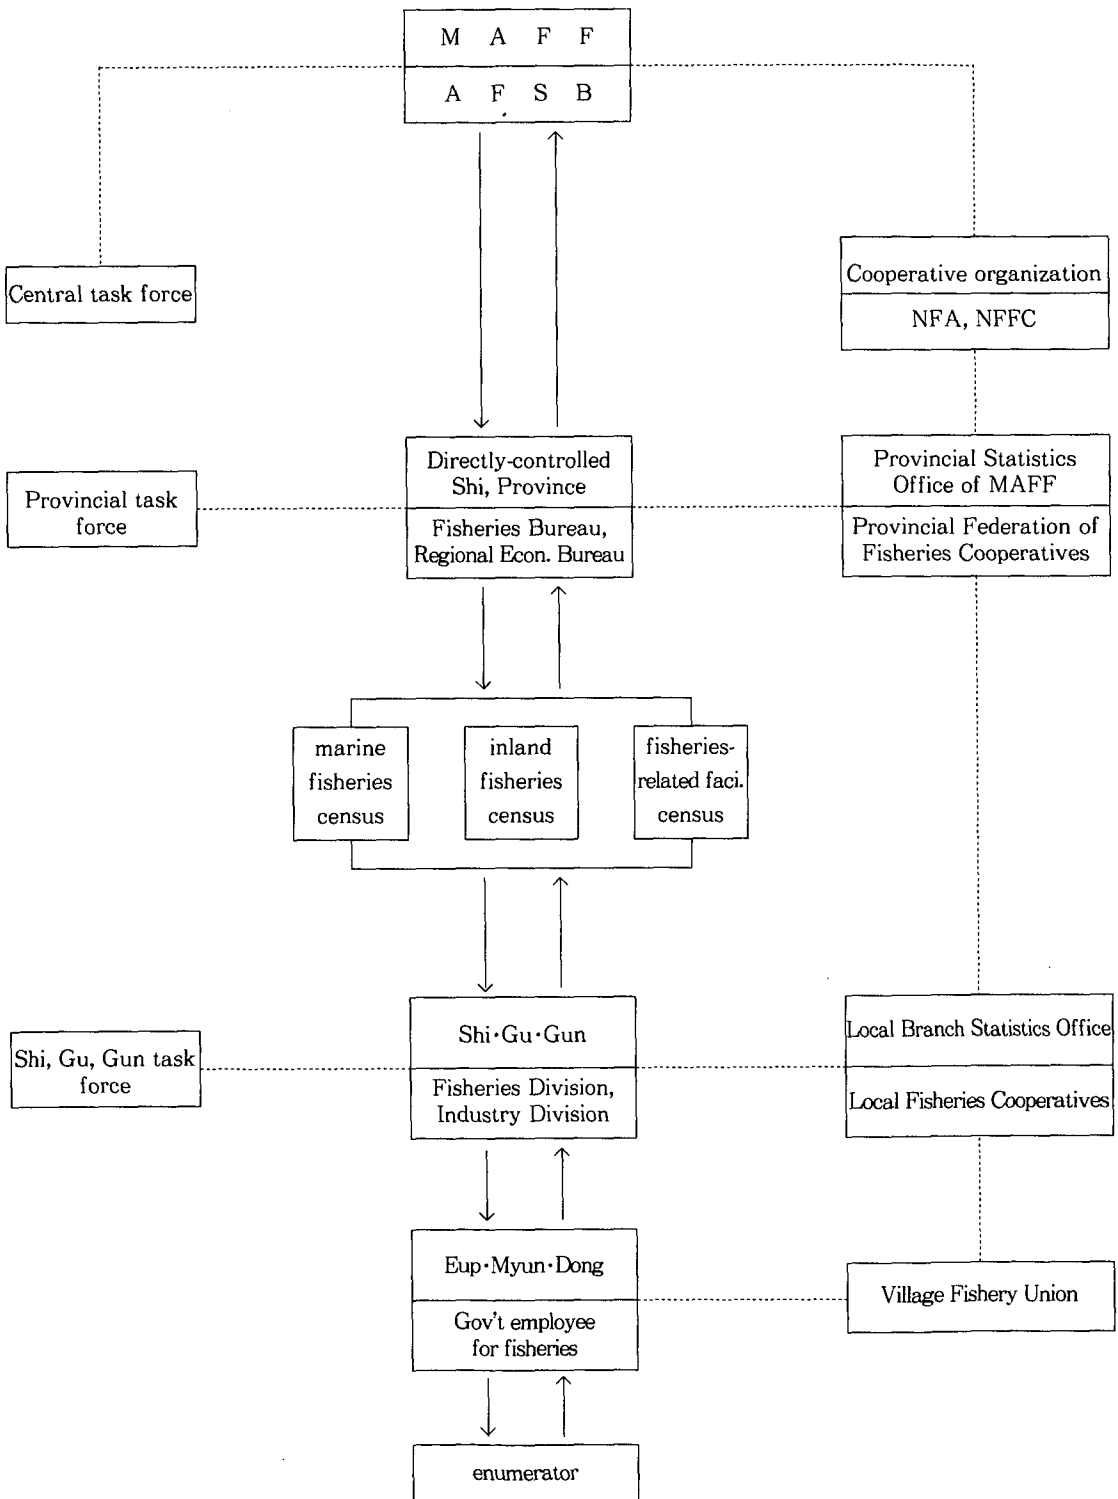 M A F F
A F S B
Central task force
Cooperative organization
NFA, NFFC
Provincial task
force
Directly-controlled
Shi, Province
Fisheries Bureau,
Regional Econ. Bureau
Provincial Statistics
Office of MAFF
Provincial Federation of
Fisheries Cooperatives
marine
fisheries
census
inland
fisheries
census
fisheries-
related faci.
census
Shi, Gu, Gun task
force
Shi·Gu·Gun
Fisheries Division,
Industry Division
Local Branch Statistics Office
Local Fisheries Cooperatives
Eup·Myun·Dong
Gov't employee
for fisheries
Village Fishery Union
enumerator